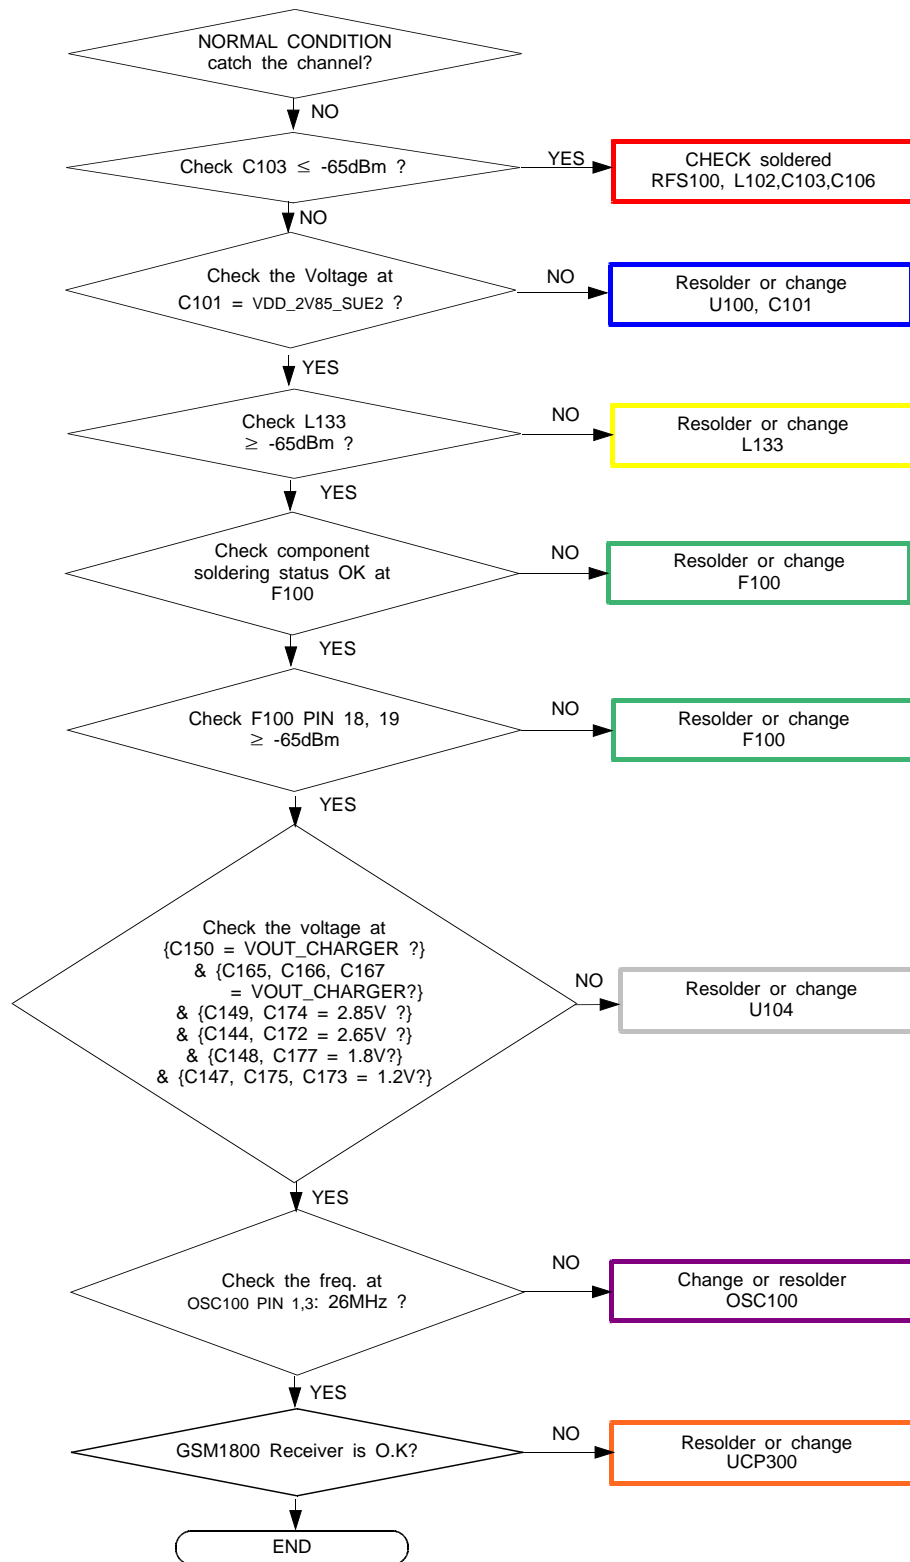 NORMAL CONDITION
catch the channel?
NO
Check C103 ≤ -65dBm ?
YES
CHECK soldered
RFS100, L102,C103,C106
NO
Check the Voltage at
C101 = VDD_2V85_SUE2 ?
NO
Resolder or change
U100, C101
YES
Check L133
≥ -65dBm ?
NO
Resolder or change
L133
YES
Check component
soldering status OK at
F100
NO
Resolder or change
F100
YES
Check F100 PIN 18, 19
≥ -65dBm
NO
Resolder or change
F100
YES
Check the voltage at
{C150 = VOUT_CHARGER ?}
& {C165, C166, C167
= VOUT_CHARGER?}
& {C149, C174 = 2.85V ?}
& {C144, C172 = 2.65V ?}
& {C148, C177 = 1.8V?}
& {C147, C175, C173 = 1.2V?}
NO
Resolder or change
U104
YES
Check the freq. at
OSC100 PIN 1,3: 26MHz ?
NO
Change or resolder
OSC100
YES
GSM1800 Receiver is O.K?
NO
Resolder or change
UCP300
END